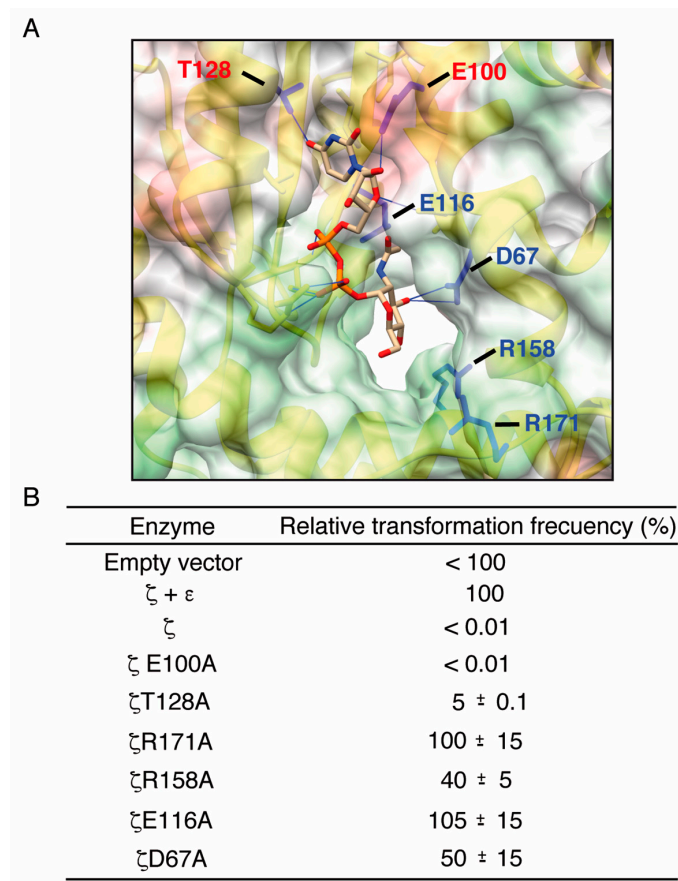 A
T128
E100
E116
D67
R158
R171
B
Enzyme Relative transformation frecuency (%)
Empty vector < 100
ζ + ε 100
ζ < 0.01
ζ E100A < 0.01
ζT128A 5 ± 0.1
ζR171A 100 ± 15
ζR158A 40 ± 5
ζE116A 105 ± 15
ζD67A 50 ± 15